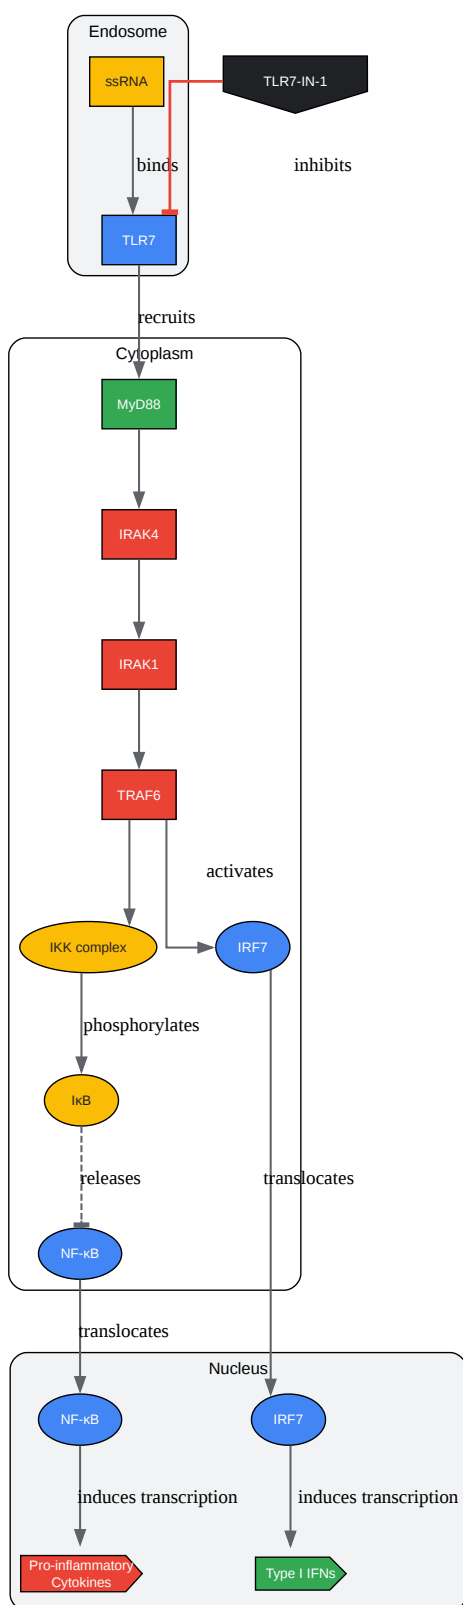 Endosome
ssRNA
TLR7-IN-1
binds
inhibits
TLR7
recruits
Cytoplasm
MyD88
IRAK4
IRAK1
TRAF6
activates
IKK complex
IRF7
phosphorylates
IκB
releases
translocates
NF-κB
translocates
Nucleus
NF-κB
IRF7
induces transcription
induces transcription
Pro-inflammatory
Cytokines
Type I IFNs